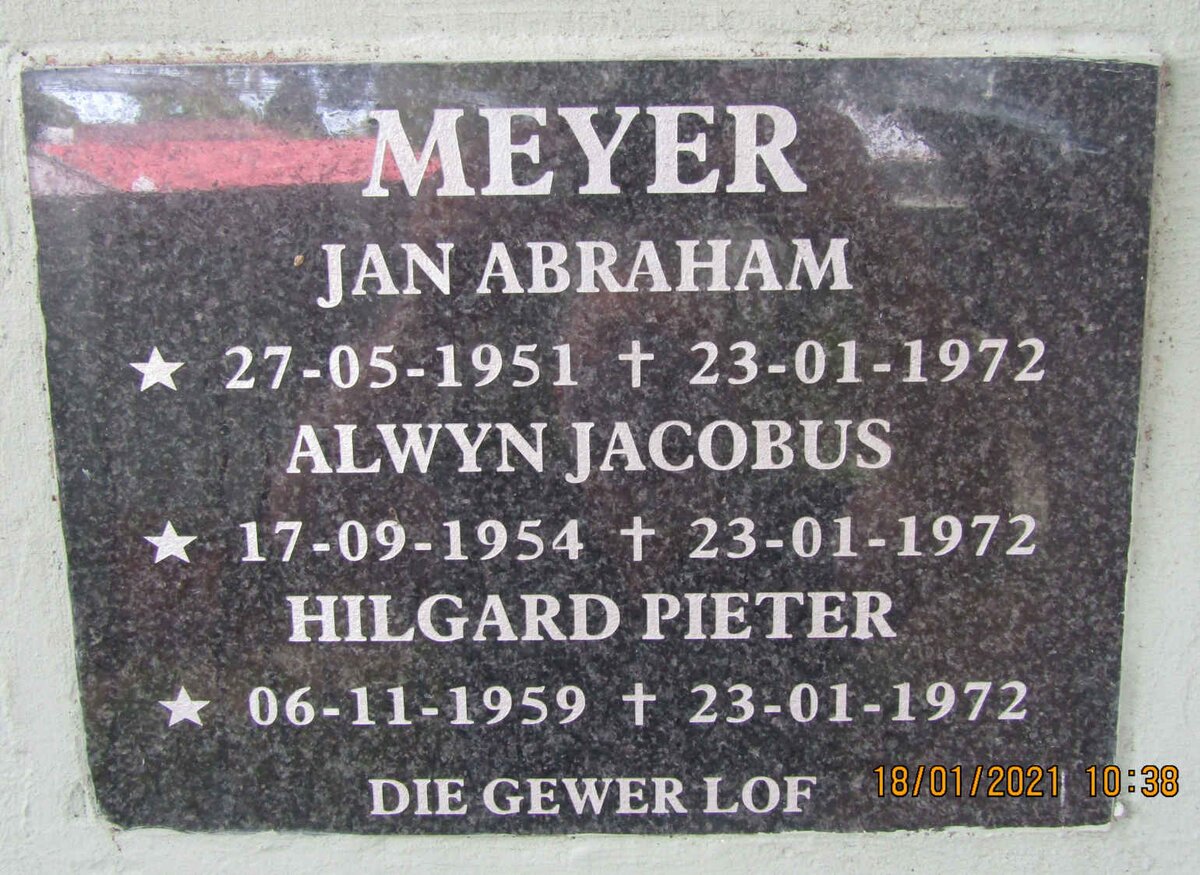 MEYER
JAN ABRAHAM
★ 27-05-1951 † 23-01-1972
ALWYN JACOBUS
★ 17-09-1954 † 23-01-1972
HILGARD PIETER
★ 06-11-1959 † 23-01-1972
DIE GEWER LOF
18/01/2021 10:38